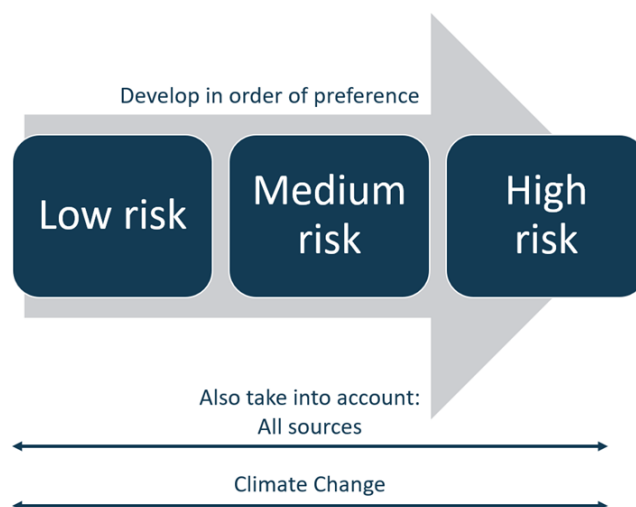 Develop in order of preference
Low risk
Medium
risk
High
risk
Also take into account:
All sources
Climate Change